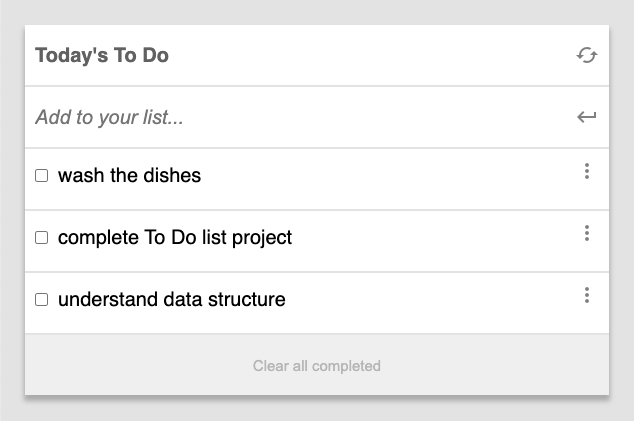 Today's To Do
Add to your list...
wash the dishes
complete To Do list project
understand data structure
Clear all completed